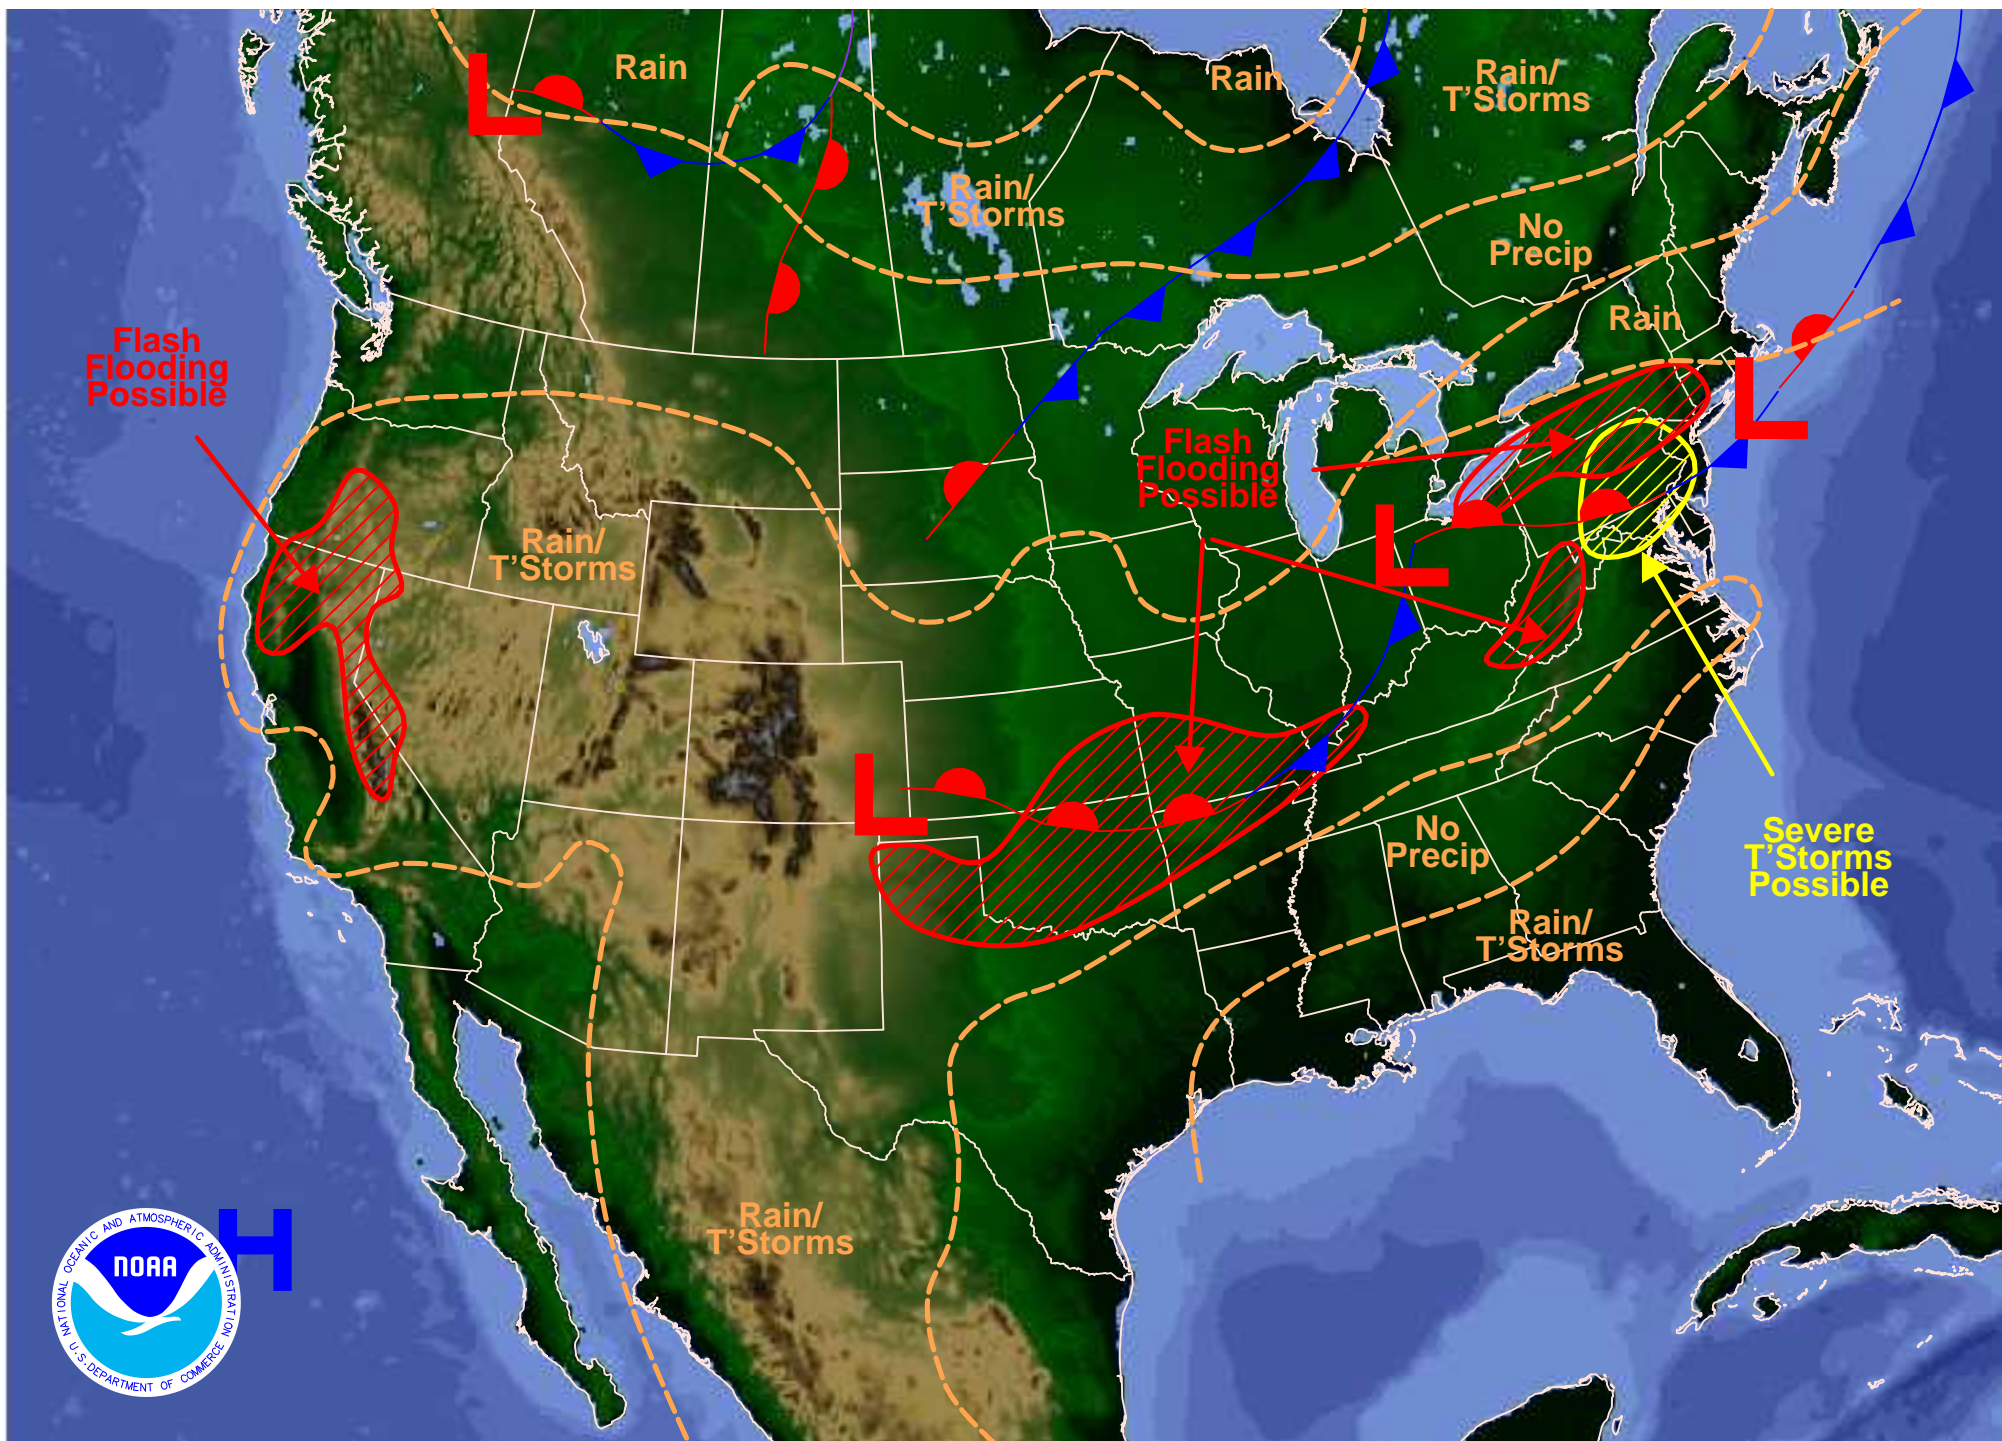 L
Rain
Rain
Rain/
T'Storms
Rain/
T'Storms
No
Precip
Rain
Flash
Flooding
Possible
L
Flash
Flooding
Possible
Rain/
T'Storms
L
L
No
Precip
Severe
T'Storms
Possible
Rain/
T'Storms
Rain/
T'Storms
H
NATIONAL OCEANIC AND ATMOSPHERIC ADMINISTRATION
NOAA
U.S. DEPARTMENT OF COMMERCE